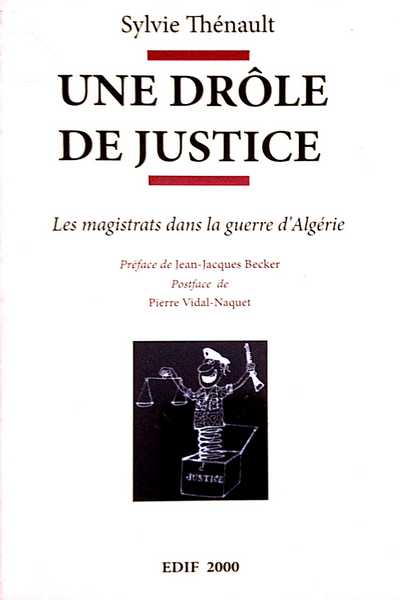 Sylvie Thénault
UNE DRÔLE
DE JUSTICE
Les magistrats dans la guerre d'Algérie
Préface de Jean-Jacques Becker
Postface de
Pierre Vidal-Naquet
JUSTICE
EDIF 2000